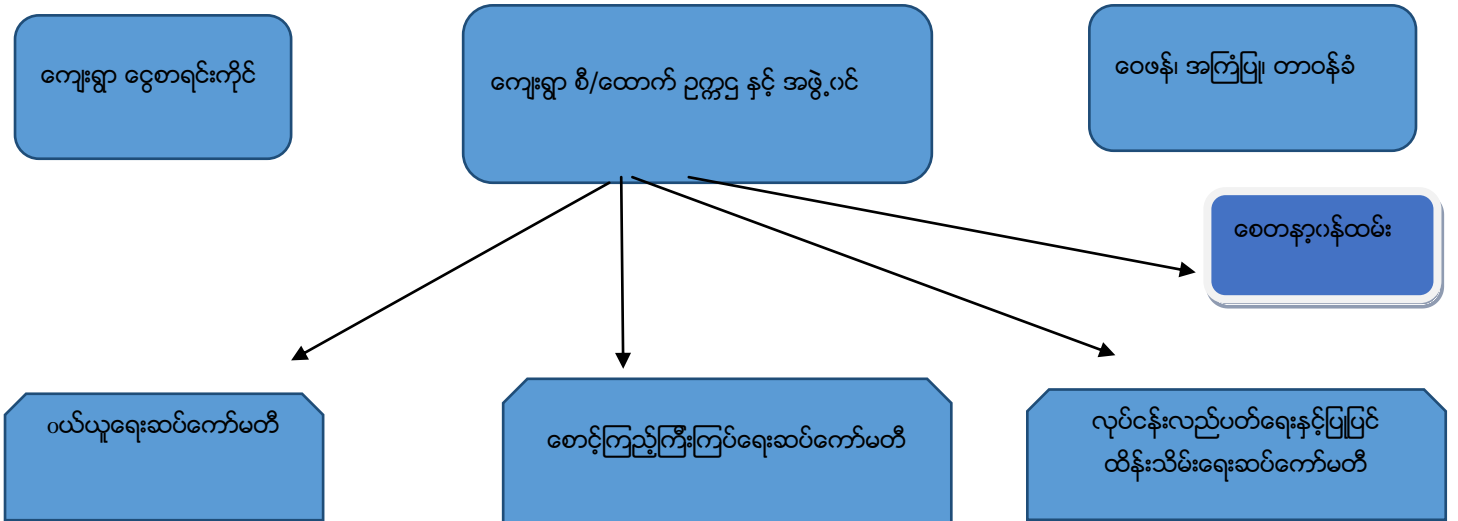 ကျေးရွာ ငွေစာရင်းကိုင်
ကျေးရွာ စီ/ထောက် ဥက္ကဌ နှင့် အဖွဲ့ဝင်
ဝေဖန်၊ အကြံပြု၊ တာဝန်ခံ
စေတနာ့ဝန်ထမ်း
ဝယ်ယူရေးဆပ်ကော်မတီ
စောင့်ကြည့်ကြီးကြပ်ရေးဆပ်ကော်မတီ
လုပ်ငန်းလည်ပတ်ရေးနှင့်ပြုပြင်
ထိန်းသိမ်းရေးဆပ်ကော်မတီ